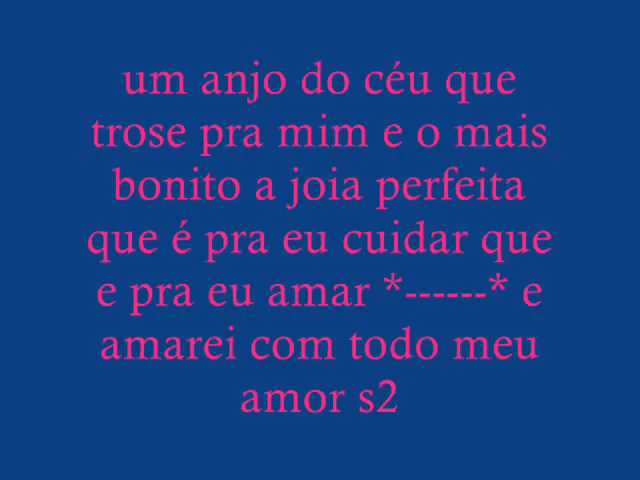 um anjo do céu que
trose pra mim e o mais
bonito a joia perfeita
que é pra eu cuidar que
e pra eu amar *------* e
amarei com todo meu
amor s2